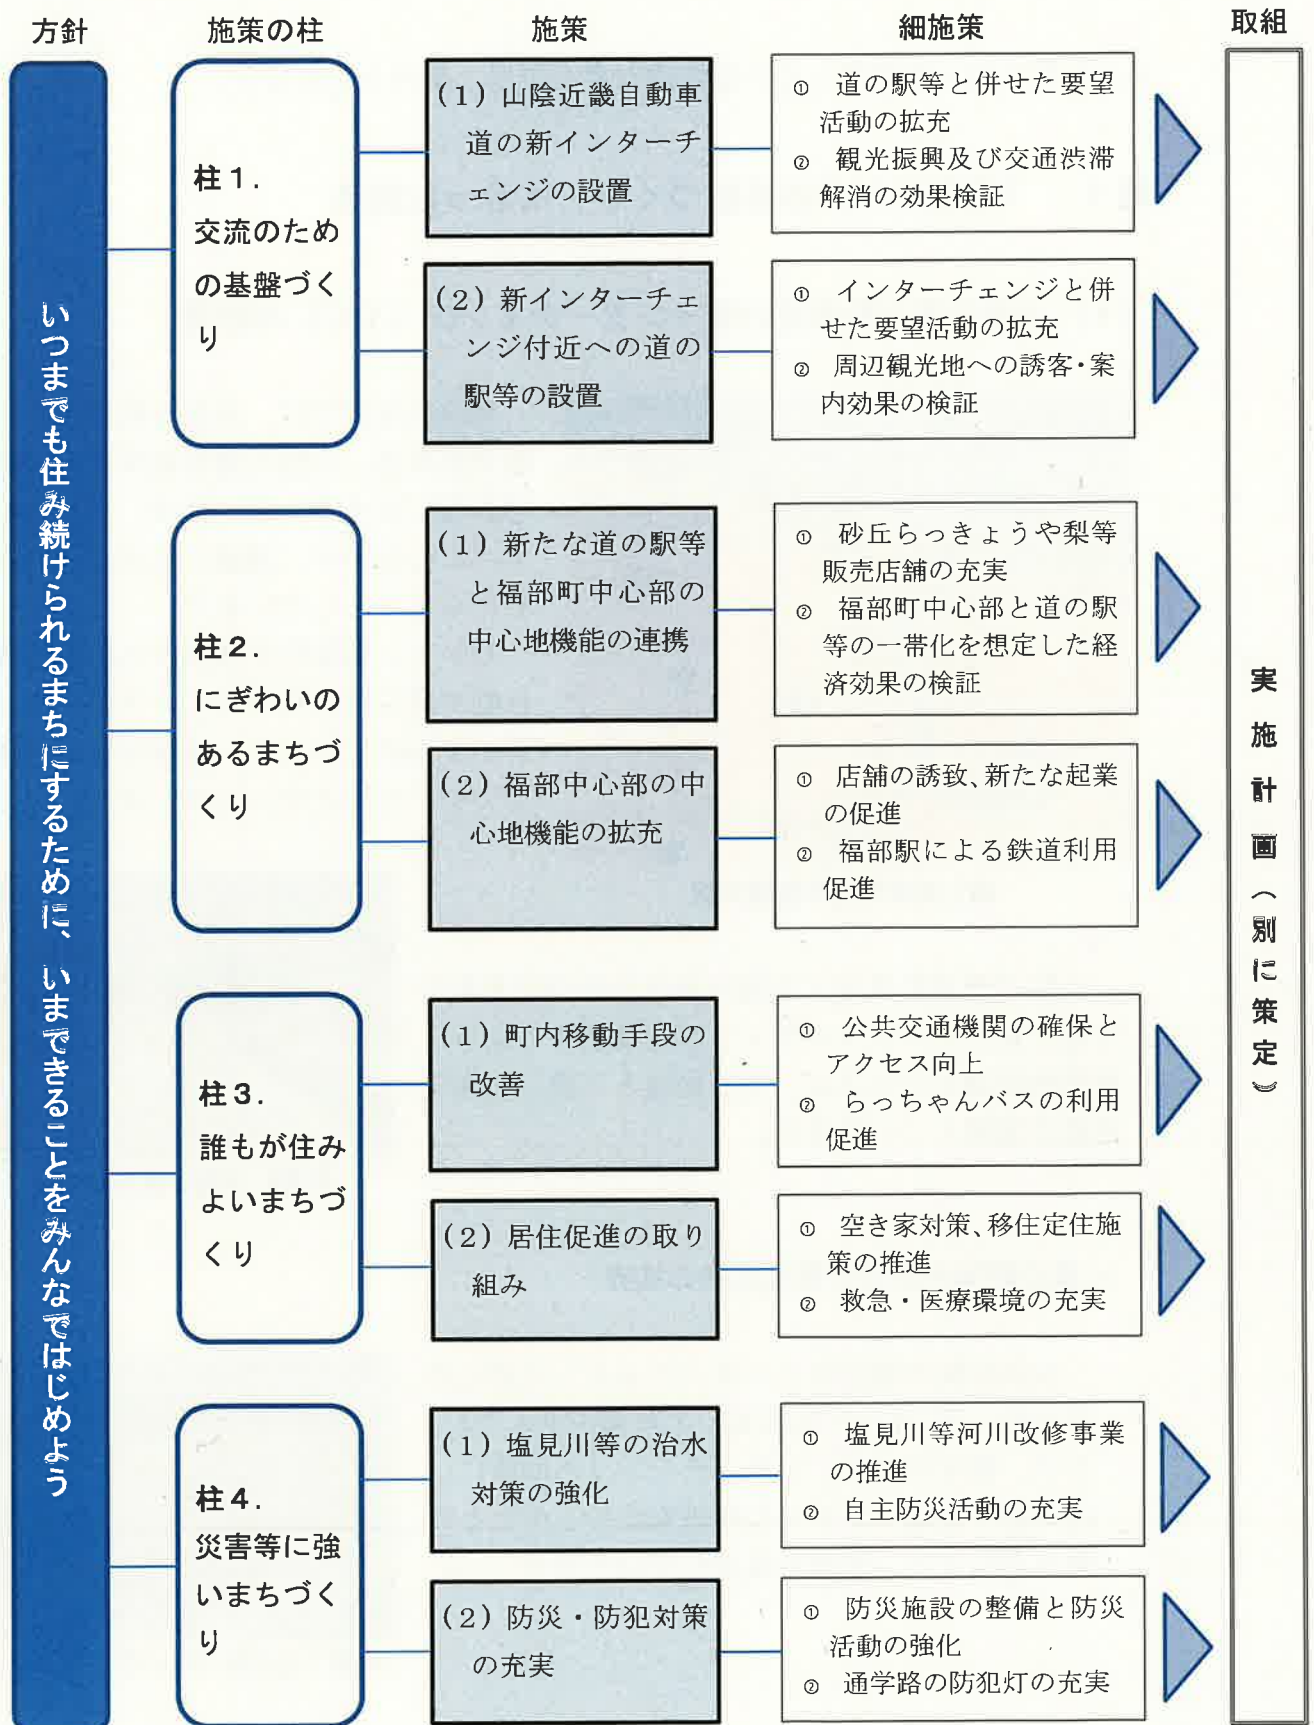 方針
施策の柱
施策
細施策
取組
いつまでも住み続けられるまちにするために、いまできることをみんなではじめよう
柱１．
交流のため
の基盤づく
り
(1) 山陰近畿自動車
道の新インターチ
ェンジの設置
① 道の駅等と併せた要望
活動の拡充
② 観光振興及び交通渋滞
解消の効果検証
(2) 新インターチェ
ンジ付近への道の
駅等の設置
① インターチェンジと併
せた要望活動の拡充
② 周辺観光地への誘客・案
内効果の検証
柱２．
にぎわいの
あるまちづ
くり
(1) 新たな道の駅等
と福部町中心部の
中心地機能の連携
① 砂丘らっきょうや梨等
販売店舗の充実
② 福部町中心部と道の駅
等の一帯化を想定した経
済効果の検証
(2) 福部中心部の中
心地機能の拡充
① 店舗の誘致、新たな起業
の促進
② 福部駅による鉄道利用
促進
柱３．
誰もが住み
よいまちづ
くり
(1) 町内移動手段の
改善
① 公共交通機関の確保と
アクセス向上
② らっちゃんバスの利用
促進
(2) 居住促進の取り
組み
① 空き家対策、移住定住施
策の推進
② 救急・医療環境の充実
柱４．
災害等に強
いまちづく
り
(1) 塩見川等の治水
対策の強化
① 塩見川等河川改修事業
の推進
② 自主防災活動の充実
(2) 防災・防犯対策
の充実
① 防災施設の整備と防災
活動の強化
② 通学路の防犯灯の充実
実施計画（別に策定）